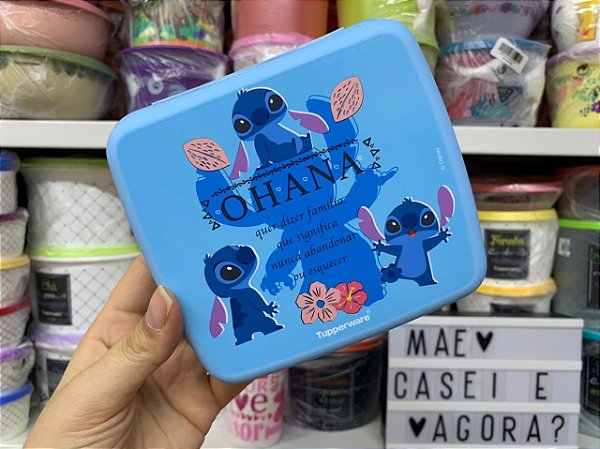 OHANA
quer dizer família,
que significa
nunca abandonar
ou esquecer
Tupperware®
MAE♥
CASEI E
♥AGORA?